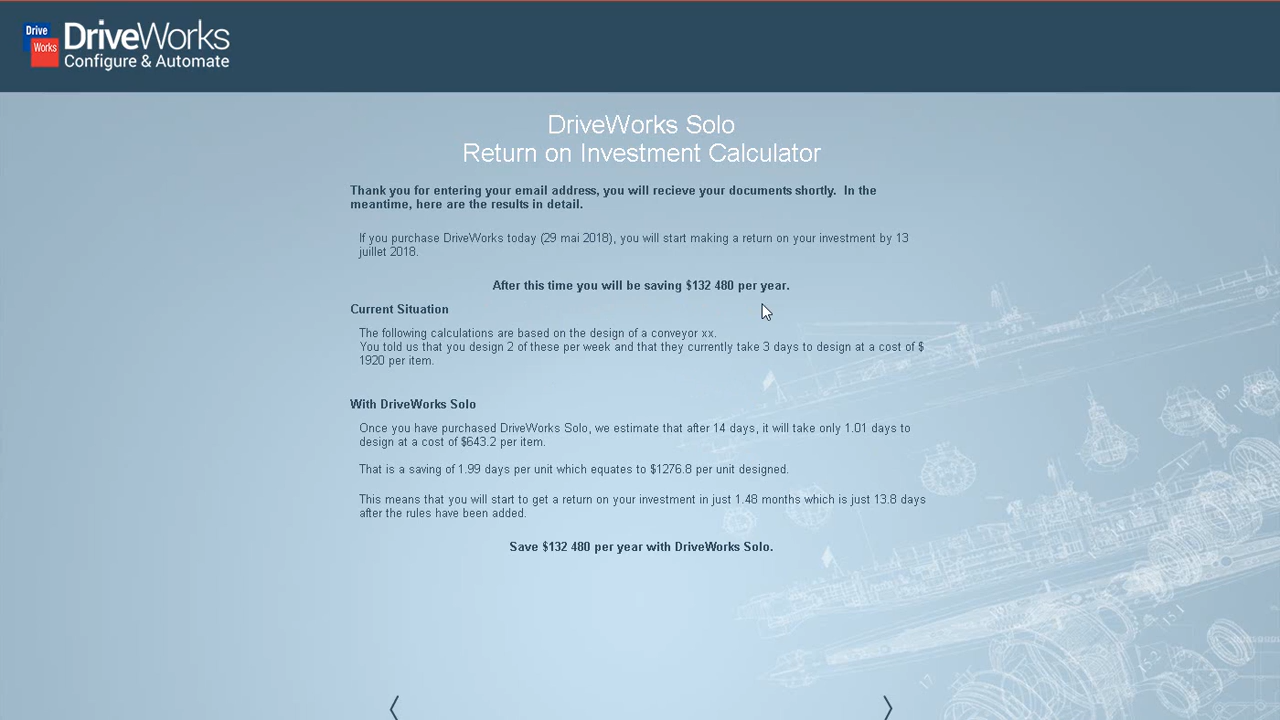 Drive
Works
DriveWorks
Configure & Automate
DriveWorks Solo
Return on Investment Calculator
Thank you for entering your email address, you will recieve your documents shortly. In the
meantime, here are the results in detail.
If you purchase DriveWorks today (29 mai 2018), you will start making a return on your investment by 13
juillet 2018.
After this time you will be saving $132 480 per year.
Current Situation
The following calculations are based on the design of a conveyor xx.
You told us that you design 2 of these per week and that they currently take 3 days to design at a cost of $
1920 per item.
With DriveWorks Solo
Once you have purchased DriveWorks Solo, we estimate that after 14 days, it will take only 1.01 days to
design at a cost of $643.2 per item.
That is a saving of 1.99 days per unit which equates to $1276.8 per unit designed.
This means that you will start to get a return on your investment in just 1.48 months which is just 13.8 days
after the rules have been added.
Save $132 480 per year with DriveWorks Solo.